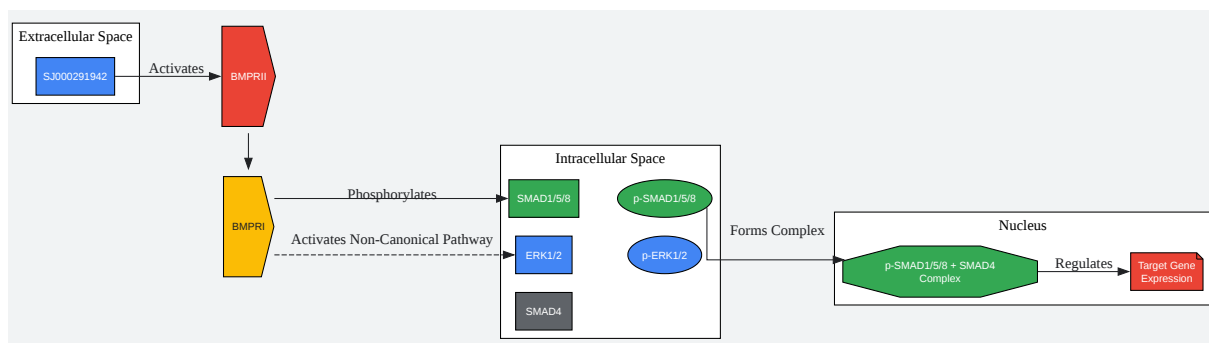 Extracellular Space
SJ000291942
Activates
BMPRII
BMPRI
Phosphorylates
Activates Non-Canonical Pathway
Intracellular Space
SMAD1/5/8
p-SMAD1/5/8
ERK1/2
p-ERK1/2
SMAD4
Forms Complex
Nucleus
p-SMAD1/5/8 + SMAD4
Complex
Regulates
Target Gene
Expression